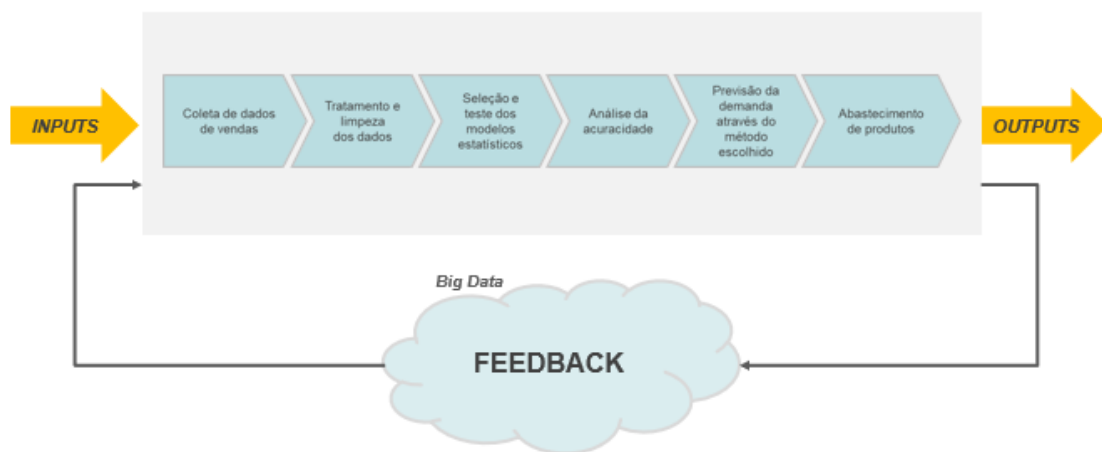 INPUTS
Coleta de dados
de vendas
Tratamento e
limpeza
dos dados
Seleção e
teste dos
modelos
estatísticos
Análise da
acuracidade
Previsão da
demanda
através do
método
escolhido
Abastecimento
de produtos
OUTPUTS
Big Data
FEEDBACK